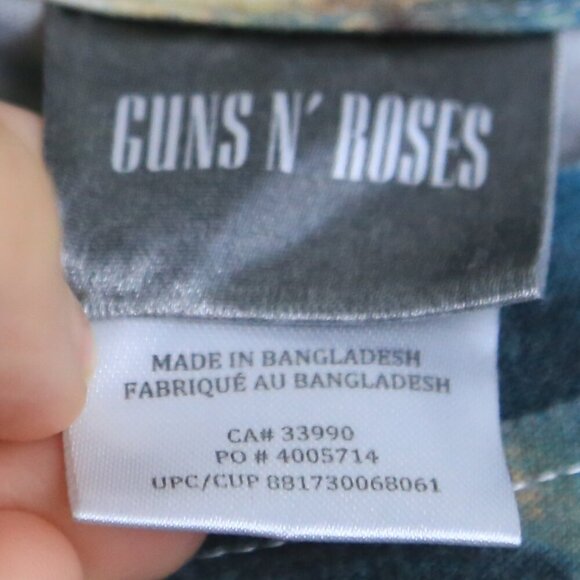 GUNS N' ROSES
MADE IN BANGLADESH
FABRIQUÉ AU BANGLADESH
CA# 33990
PO # 4005714
UPC/CUP 881730068061